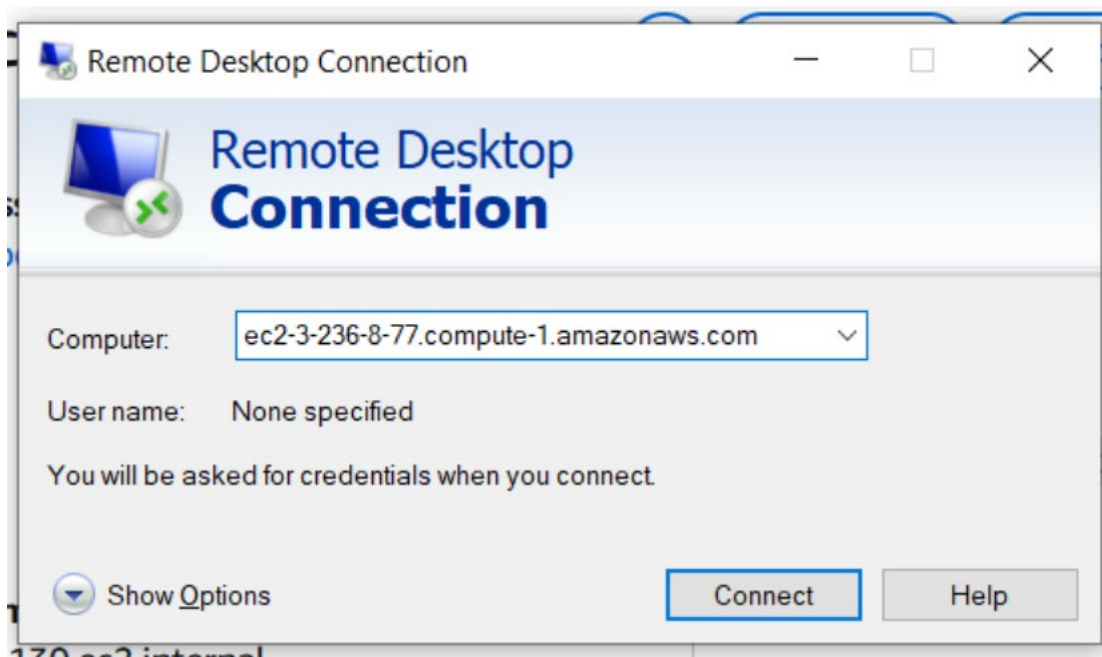 Remote Desktop Connection
Remote Desktop
Connection
Computer: ec2-3-236-8-77.compute-1.amazonaws.com
User name: None specified
You will be asked for credentials when you connect.
Show Options Connect Help